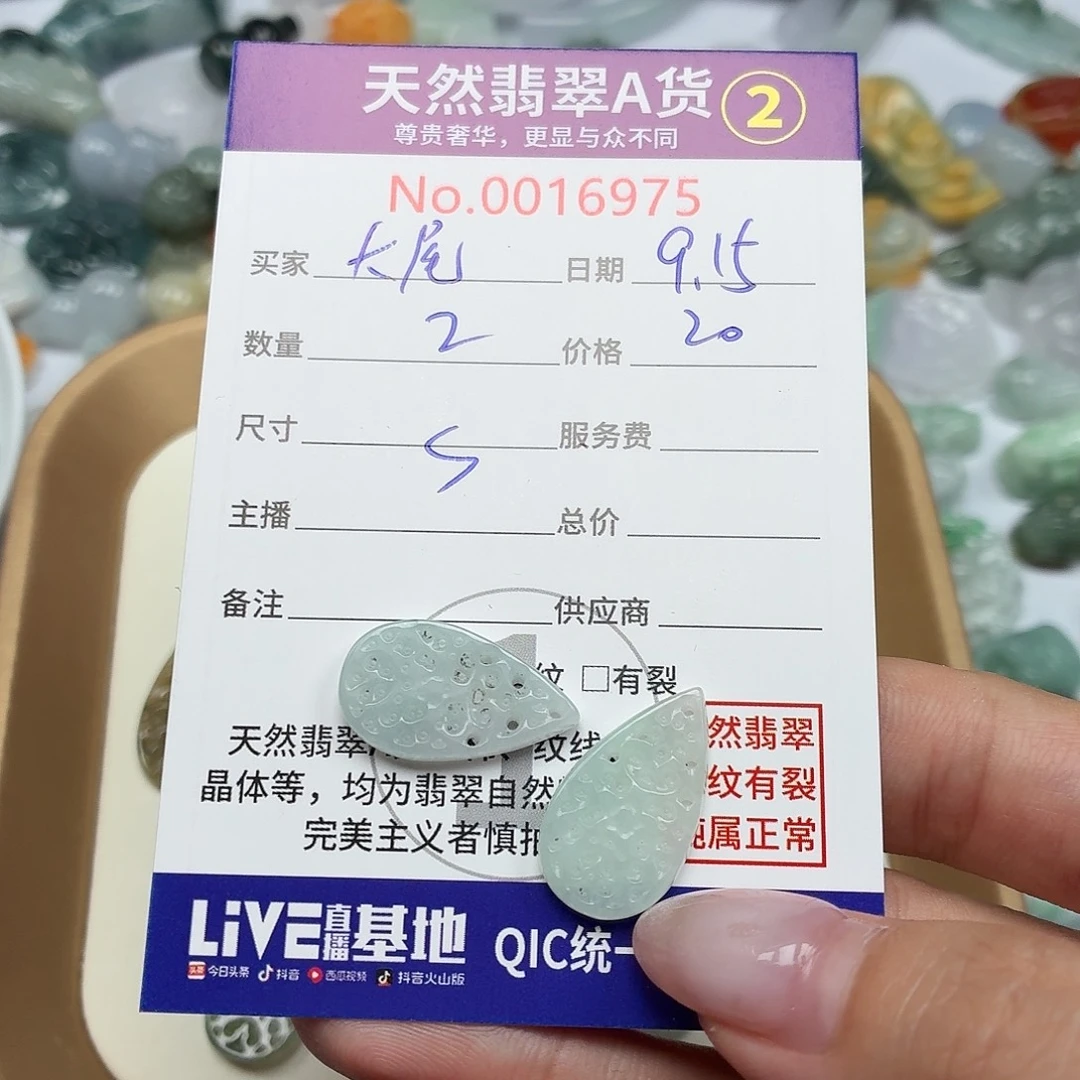 天然翡翠A货 2
尊贵奢华，更显与众不同
No.0016975
买家 大尾 日期 9.15
数量 2 价格 20
尺寸 服务费
主播 总价
备注 供应商
纹 □有裂
天然翡翠 纹线 然翡翠
晶体等，均为翡翠自然 纹有裂
完美主义者慎拍 属正常
LiVE直播基地 QIC统一
今日头条 抖音 西瓜视频 抖音火山版